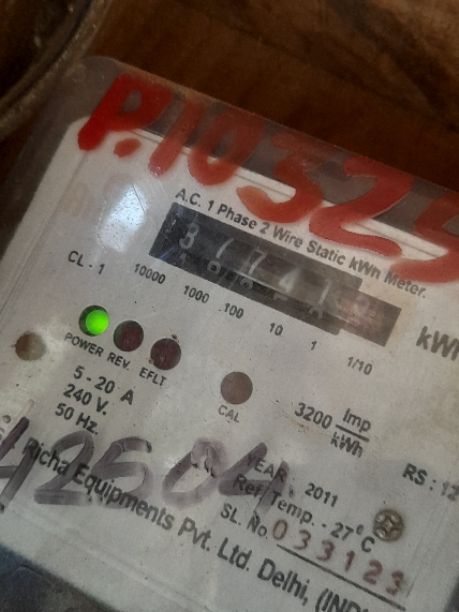 P.10325
A.C. 1 Phase 2 Wire Static kWh Meter.
3774
CL - 1
10000 1000 100 10 1 1/10
POWER REV. EFLT
CAL
5 - 20 A
240 V.
50 Hz.
3200 Imp/kWh
RS : 12
42504
YEAR : 2011
Ref. Temp. - 27°C
SL. No. 033123
Richa Equipments Pvt. Ltd. Delhi,